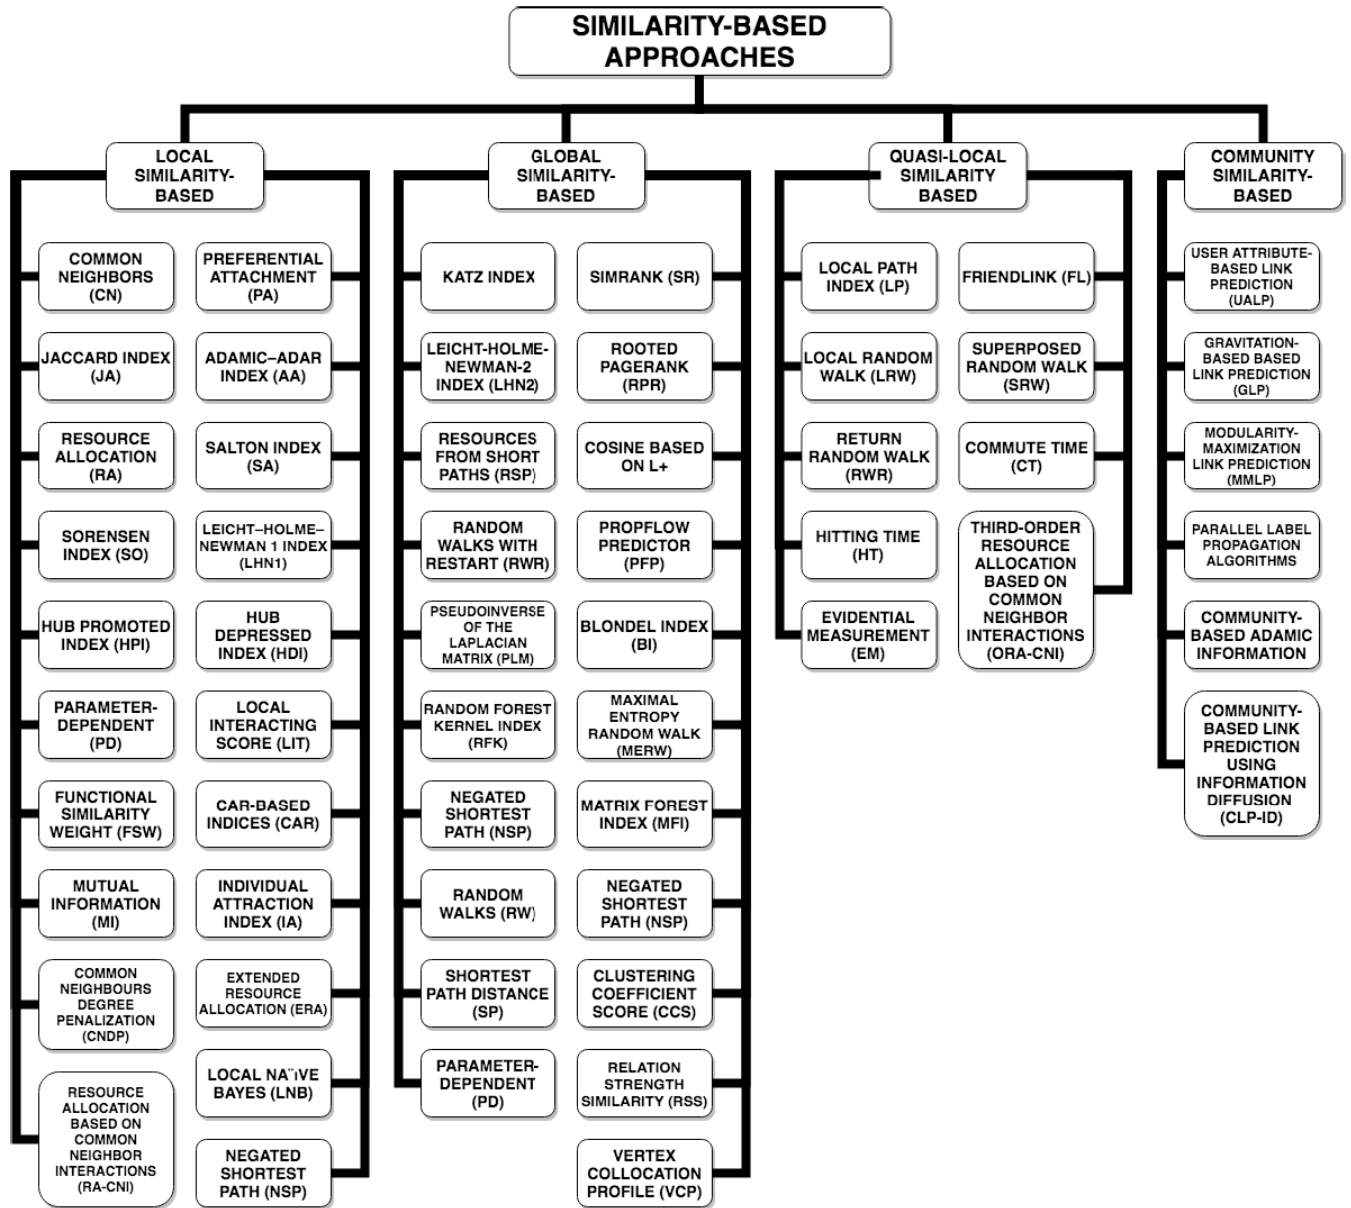 SIMILARITY-BASED
APPROACHES
LOCAL
SIMILARITY-
BASED
GLOBAL
SIMILARITY-
BASED
QUASI-LOCAL
SIMILARITY
BASED
COMMUNITY
SIMILARITY-
BASED
COMMON
NEIGHBORS
(CN)
JACCARD INDEX
(JA)
RESOURCE
ALLOCATION
(RA)
SORENSEN
INDEX (SO)
HUB PROMOTED
INDEX (HPI)
PARAMETER-
DEPENDENT
(PD)
FUNCTIONAL
SIMILARITY
WEIGHT (FSW)
MUTUAL
INFORMATION
(MI)
COMMON
NEIGHBOURS
DEGREE
PENALIZATION
(CNDP)
RESOURCE
ALLOCATION
BASED ON
COMMON
NEIGHBOR
INTERACTIONS
(RA-CNI)
PREFERENTIAL
ATTACHMENT
(PA)
ADAMIC–ADAR
INDEX (AA)
SALTON INDEX
(SA)
LEICHT–HOLME–
NEWMAN 1 INDEX
(LHN1)
HUB
DEPRESSED
INDEX (HDI)
LOCAL
INTERACTING
SCORE (LIT)
CAR-BASED
INDICES (CAR)
INDIVIDUAL
ATTRACTION
INDEX (IA)
EXTENDED
RESOURCE
ALLOCATION (ERA)
LOCAL NA¨ıVE
BAYES (LNB)
NEGATED
SHORTEST
PATH (NSP)
KATZ INDEX
LEICHT-HOLME-
NEWMAN-2
INDEX (LHN2)
RESOURCES
FROM SHORT
PATHS (RSP)
RANDOM
WALKS WITH
RESTART (RWR)
PSEUDOINVERSE
OF THE
LAPLACIAN
MATRIX (PLM)
RANDOM FOREST
KERNEL INDEX
(RFK)
NEGATED
SHORTEST
PATH (NSP)
RANDOM
WALKS (RW)
SHORTEST
PATH DISTANCE
(SP)
PARAMETER-
DEPENDENT
(PD)
SIMRANK (SR)
ROOTED
PAGERANK
(RPR)
COSINE BASED
ON L+
PROPFLOW
PREDICTOR
(PFP)
BLONDEL INDEX
(BI)
MAXIMAL
ENTROPY
RANDOM WALK
(MERW)
MATRIX FOREST
INDEX (MFI)
NEGATED
SHORTEST
PATH (NSP)
CLUSTERING
COEFFICIENT
SCORE (CCS)
RELATION
STRENGTH
SIMILARITY (RSS)
VERTEX
COLLOCATION
PROFILE (VCP)
LOCAL PATH
INDEX (LP)
LOCAL RANDOM
WALK (LRW)
RETURN
RANDOM WALK
(RWR)
HITTING TIME
(HT)
EVIDENTIAL
MEASUREMENT
(EM)
FRIENDLINK (FL)
SUPERPOSED
RANDOM WALK
(SRW)
COMMUTE TIME
(CT)
THIRD-ORDER
RESOURCE
ALLOCATION
BASED ON
COMMON
NEIGHBOR
INTERACTIONS
(ORA-CNI)
USER ATTRIBUTE-
BASED LINK
PREDICTION
(UALP)
GRAVITATION-
BASED BASED
LINK PREDICTION
(GLP)
MODULARITY-
MAXIMIZATION
LINK PREDICTION
(MMLP)
PARALLEL LABEL
PROPAGATION
ALGORITHMS
COMMUNITY-
BASED ADAMIC
INFORMATION
COMMUNITY-
BASED LINK
PREDICTION
USING
INFORMATION
DIFFUSION
(CLP-ID)